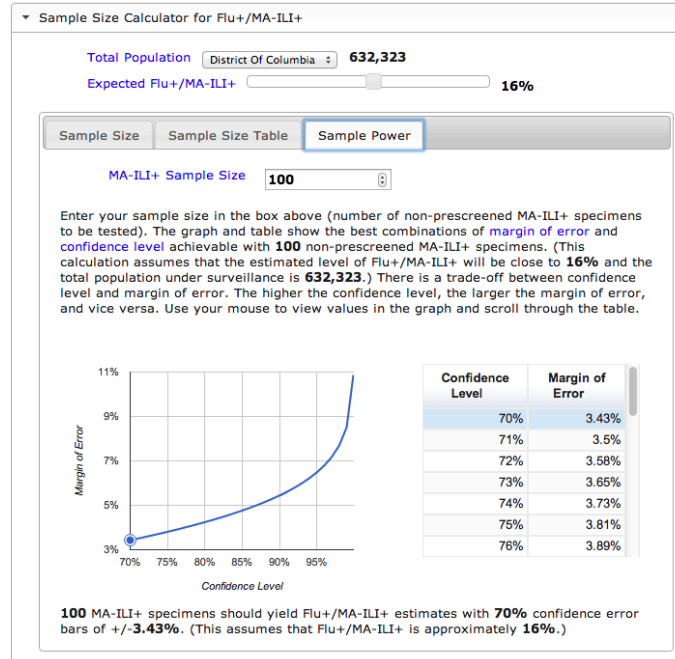 Sample Size Calculator for Flu+/MA-ILI+
Total Population District Of Columbia 632,323
Expected Flu+/MA-ILI+ 16%
Sample Size Sample Size Table Sample Power
MA-ILI+ Sample Size 100
Enter your sample size in the box above (number of non-prescreened MA-ILI+ specimens
to be tested). The graph and table show the best combinations of margin of error and
confidence level achievable with 100 non-prescreened MA-ILI+ specimens. (This
calculation assumes that the estimated level of Flu+/MA-ILI+ will be close to 16% and the
total population under surveillance is 632,323.) There is a trade-off between confidence
level and margin of error. The higher the confidence level, the larger the margin of error,
and vice versa. Use your mouse to view values in the graph and scroll through the table.
11%
9%
7%
5%
3%
Margin of Error
70% 75% 80% 85% 90% 95%
Confidence Level
Confidence Margin of
Level Error
70% 3.43%
71% 3.5%
72% 3.58%
73% 3.65%
74% 3.73%
75% 3.81%
76% 3.89%
100 MA-ILI+ specimens should yield Flu+/MA-ILI+ estimates with 70% confidence error
bars of +/-3.43%. (This assumes that Flu+/MA-ILI+ is approximately 16%.)